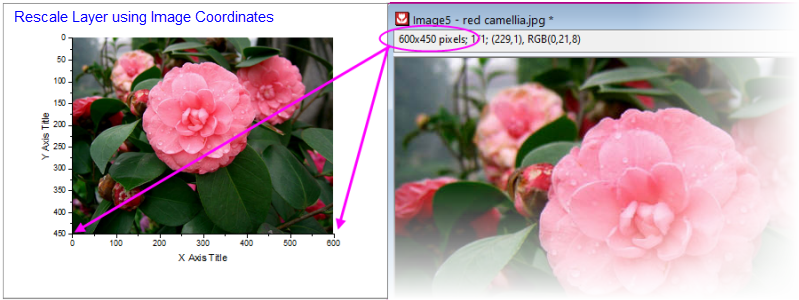 Rescale Layer using Image Coordinates
Image5 - red camellia.jpg *
600x450 pixels; 1/1; (229,1), RGB(0,21,8)
0
50
100
150
200
250
300
350
400
450
Y Axis Title
0 100 200 300 400 500 600
X Axis Title